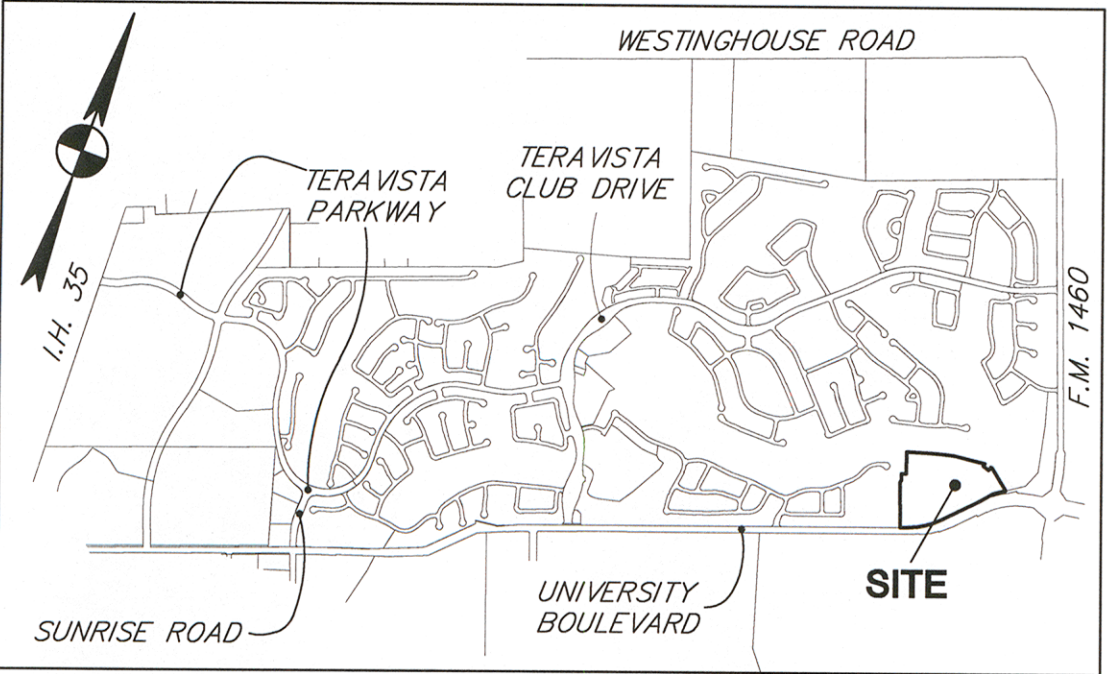 WESTINGHOUSE ROAD
TERAVISTA
CLUB DRIVE
TERAVISTA
PARKWAY
I.H. 35
F.M. 1460
SITE
UNIVERSITY
BOULEVARD
SUNRISE ROAD